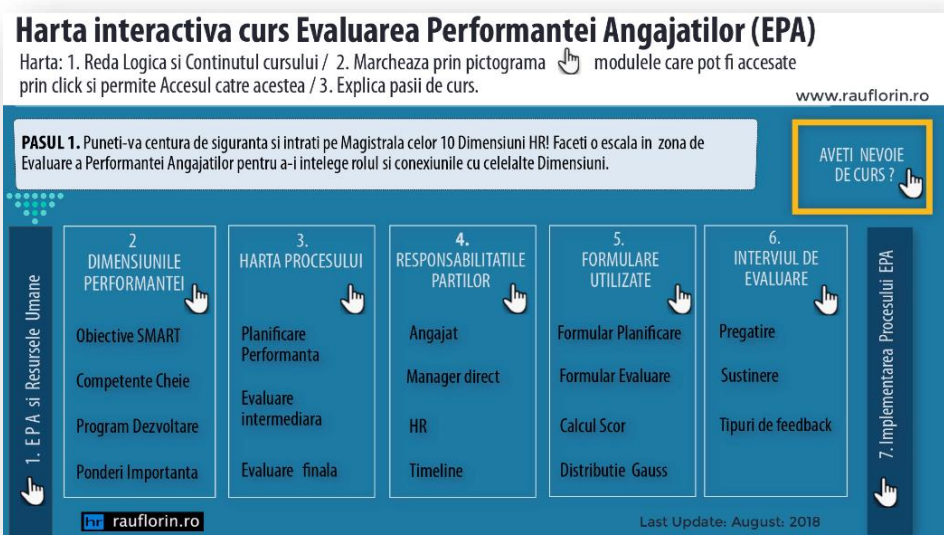 Harta interactiva curs Evaluarea Performantei Angajatilor (EPA)
Harta: 1. Reda Logica si Continutul cursului / 2. Marcheaza prin pictograma modulele care pot fi accesate
prin click si permite Accesul catre acestea / 3. Explica pasii de curs.
www.rauflorin.ro
PASUL 1. Puneti-va centura de siguranta si intrati pe Magistrala celor 10 Dimensiuni HR! Faceti o escala in zona de
Evaluare a Performantei Angajatilor pentru a-i intelege rolul si conexiunile cu celelalte Dimensiuni.
AVETI NEVOIE
DE CURS ?
1. E P A si Resursele Umane
2
DIMENSIUNILE
PERFORMANTEI
Obiective SMART
Competente Cheie
Program Dezvoltare
Ponderi Importanta
3.
HARTA PROCESULUI
Planificare
Performanta
Evaluare
intermediara
Evaluare finala
4.
RESPONSABILITATILE
PARTILOR
Angajat
Manager direct
HR
Timeline
5.
FORMULARE
UTILIZATE
Formular Planificare
Formular Evaluare
Calcul Scor
Distributie Gauss
6.
INTERVIUL DE
EVALUARE
Pregatire
Sustinere
Tipuri de feedback
7. Implementarea Procesului EPA
hr rauflorin.ro
Last Update: August: 2018